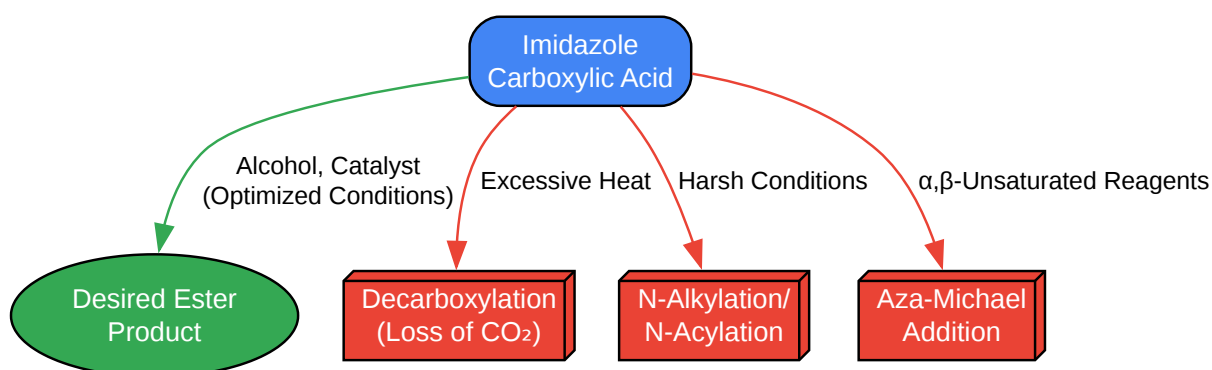 Imidazole
Carboxylic Acid
Alcohol, Catalyst
(Optimized Conditions)
Excessive Heat
Harsh Conditions
α,β-Unsaturated Reagents
Desired Ester
Product
Decarboxylation
(Loss of CO₂)
N-Alkylation/
N-Acylation
Aza-Michael
Addition